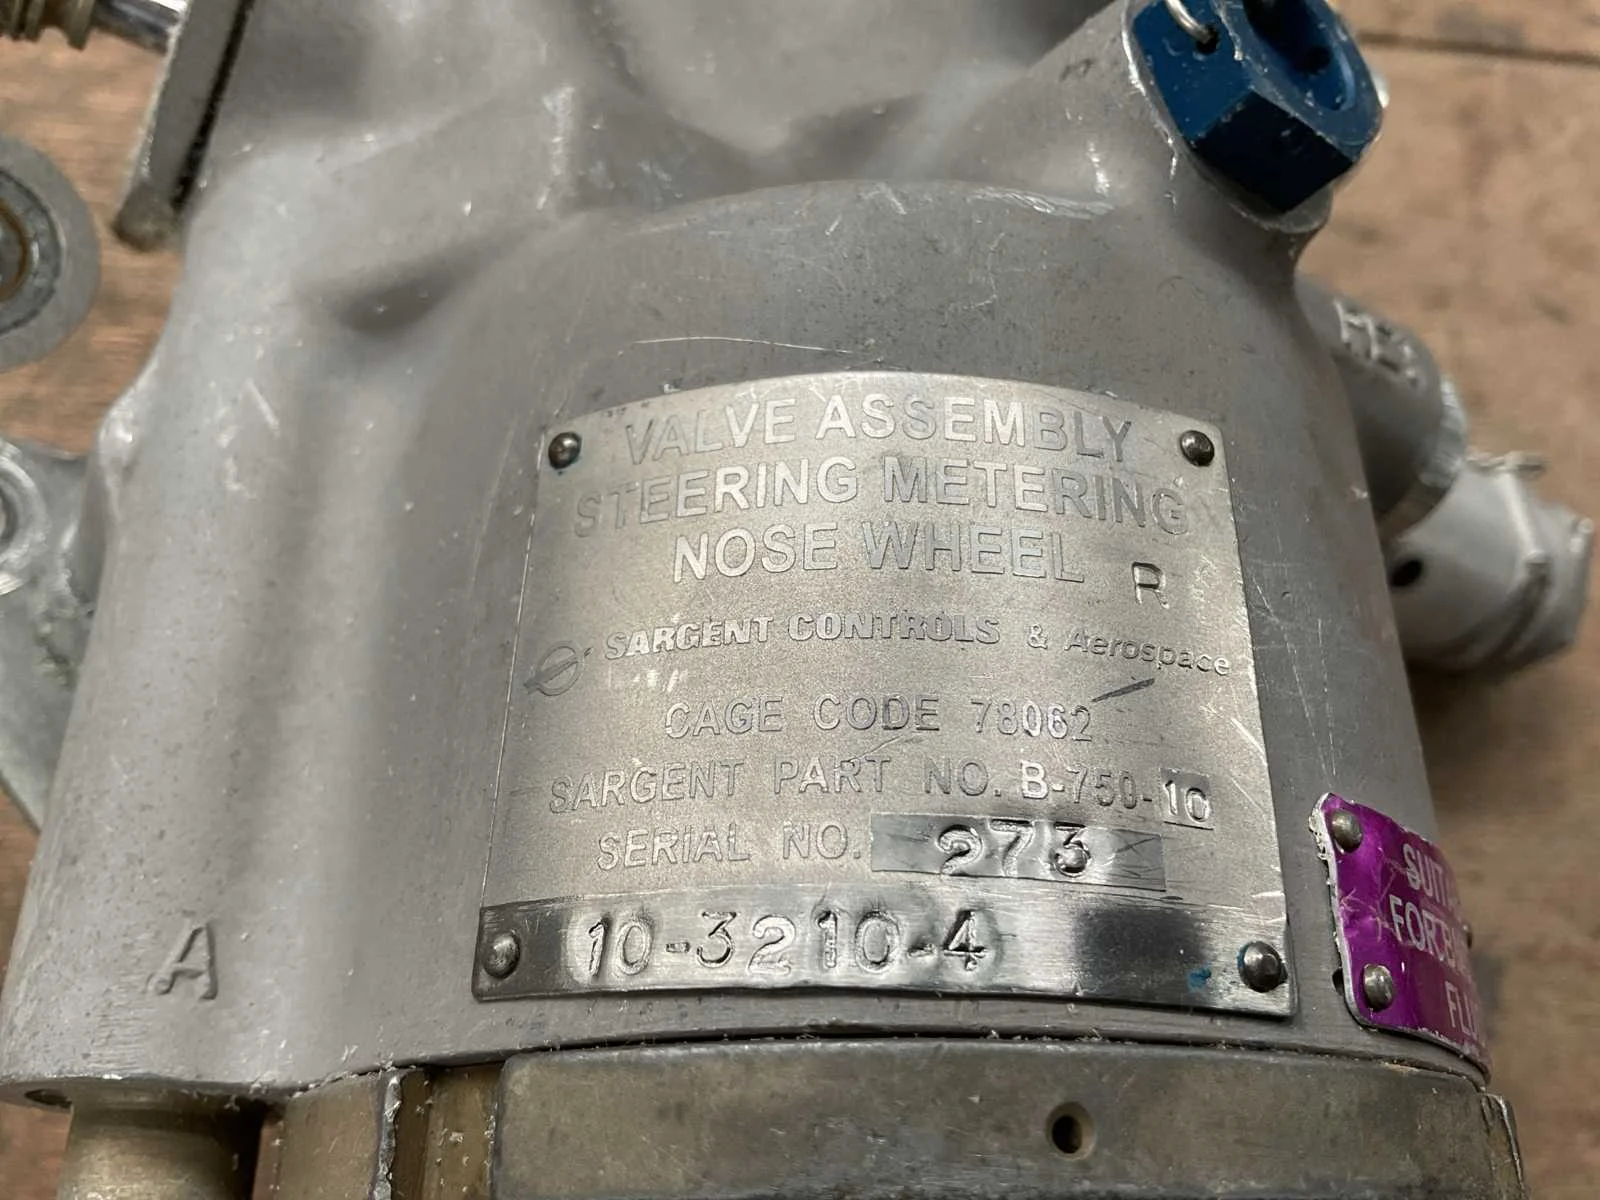 VALVE ASSEMBLY
STEERING METERING
NOSE WHEEL R
SARGENT CONTROLS & Aerospace
CAGE CODE 78062
SARGENT PART NO. B-750-10
SERIAL NO. 273
10-3210-4
A